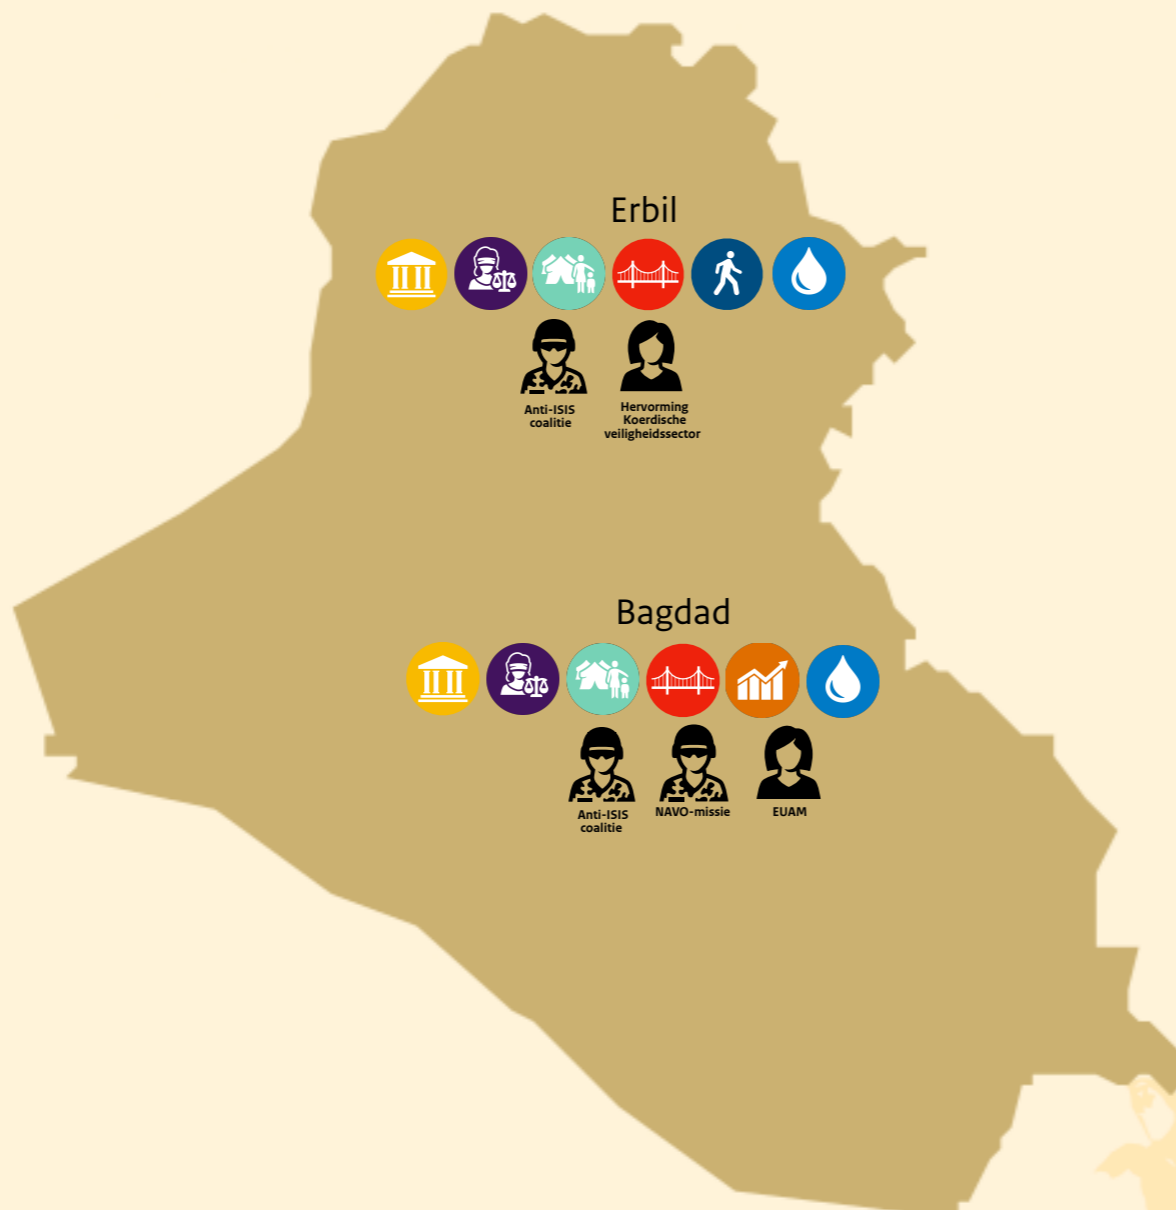 Erbil
Anti-ISIS
coalitie
Hervorming
Koerdische
veiligheidssector
Bagdad
Anti-ISIS
coalitie
NAVO-missie
EUAM